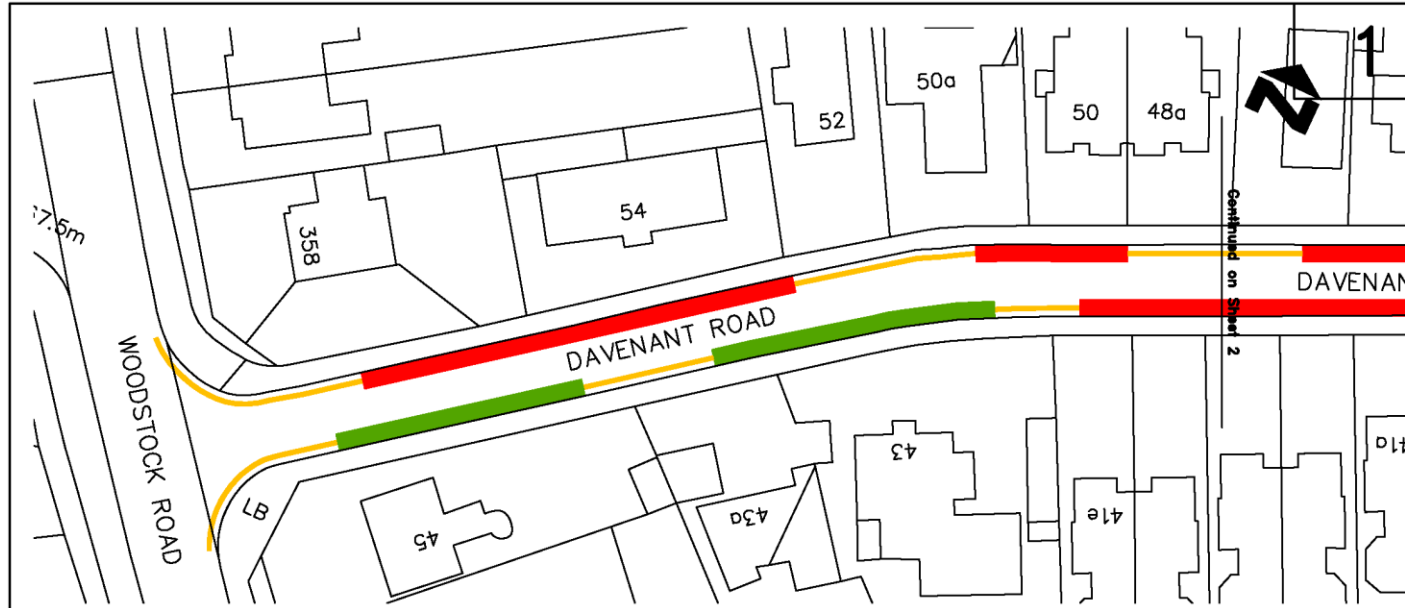 1
N
50a
52
50
48a
67.5m
54
358
Continued on Sheet 2
DAVENAN
DAVENANT ROAD
WOODSTOCK ROAD
LB
45
43a
43
41e
41a